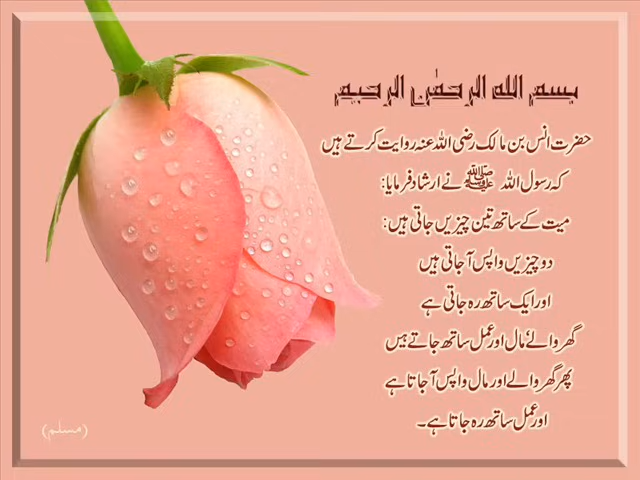 بسم الله الرحمٰن الرحیم
حضرت انس بن مالک رضی اللہ عنہ روایت کرتے ہیں
کہ رسول اللہ ﷺ نے ارشاد فرمایا:
میت کے ساتھ تین چیزیں جاتی ہیں:
دو چیزیں واپس آ جاتی ہیں
اور ایک ساتھ رہ جاتی ہے
گھر والے٬ مال اور عمل ساتھ جاتے ہیں
پھر گھر والے اور مال واپس آ جاتا ہے
اور عمل ساتھ رہ جاتا ہے۔
(مسلم)